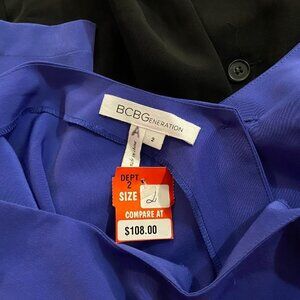 BCBGENERATION
2
DEPT
2
SIZE 2
COMPARE AT
$108.00